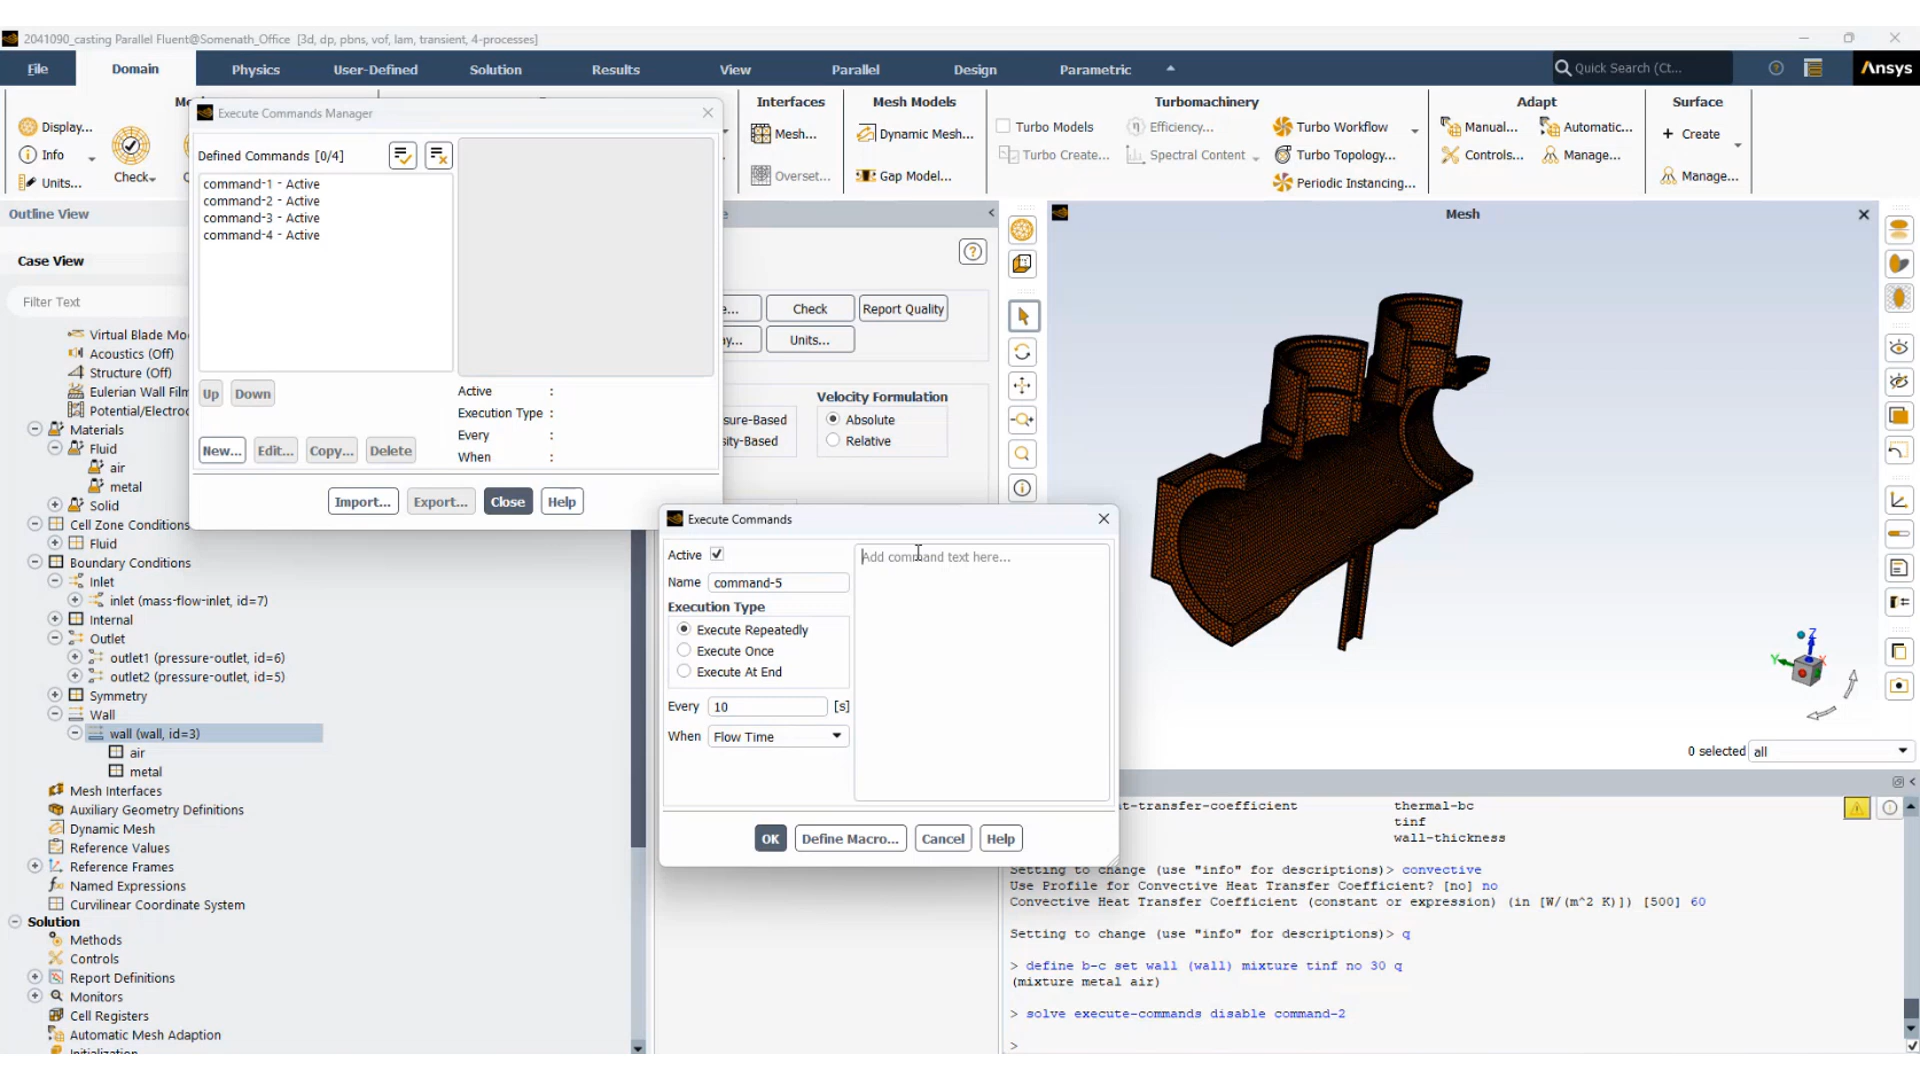 2041090_casting Parallel Fluent@Somenath_Office [3d, dp, pbns, vof, lam, transient, 4-processes]
File
Domain
Physics
User-Defined
Solution
Results
View
Parallel
Design
Parametric
Quick Search (Ct...
Ansys
Display...
Info
Units...
Check
Interfaces
Mesh...
Overset...
Mesh Models
Dynamic Mesh...
Gap Model...
Turbomachinery
Turbo Models
Turbo Create...
Efficiency...
Spectral Content
Turbo Workflow
Turbo Topology...
Periodic Instancing...
Adapt
Manual...
Controls...
Automatic...
Manage...
Surface
+ Create
Manage...
Execute Commands Manager
Defined Commands [0/4]
command-1 - Active
command-2 - Active
command-3 - Active
command-4 - Active
Up
Down
New...
Edit...
Copy...
Delete
Active :
Execution Type :
Every :
When :
Import...
Export...
Close
Help
Outline View
Case View
Filter Text
Virtual Blade Mo
Acoustics (Off)
Structure (Off)
Eulerian Wall Film
Potential/Electroc
Materials
Fluid
air
metal
Solid
Cell Zone Conditions
Fluid
Boundary Conditions
Inlet
inlet (mass-flow-inlet, id=7)
Internal
Outlet
outlet1 (pressure-outlet, id=6)
outlet2 (pressure-outlet, id=5)
Symmetry
Wall
wall (wall, id=3)
air
metal
Mesh Interfaces
Auxiliary Geometry Definitions
Dynamic Mesh
Reference Values
Reference Frames
Named Expressions
Curvilinear Coordinate System
Solution
Methods
Controls
Report Definitions
Monitors
Cell Registers
Automatic Mesh Adaption
Check
Report Quality
Units...
Velocity Formulation
Absolute
Relative
sure-Based
sity-Based
Execute Commands
Active
Name command-5
Execution Type
Execute Repeatedly
Execute Once
Execute At End
Every 10 [s]
When Flow Time
Add command text here...
OK
Define Macro...
Cancel
Help
Mesh
Z
Y
X
0 selected all
t-transfer-coefficient thermal-bc
tinf
wall-thickness
Setting to change (use "info" for descriptions)> convective
Use Profile for Convective Heat Transfer Coefficient? [no] no
Convective Heat Transfer Coefficient (constant or expression) (in [W/(m^2 K)]) [500] 60
Setting to change (use "info" for descriptions)> q
> define b-c set wall (wall) mixture tinf no 30 q
(mixture metal air)
> solve execute-commands disable command-2
>